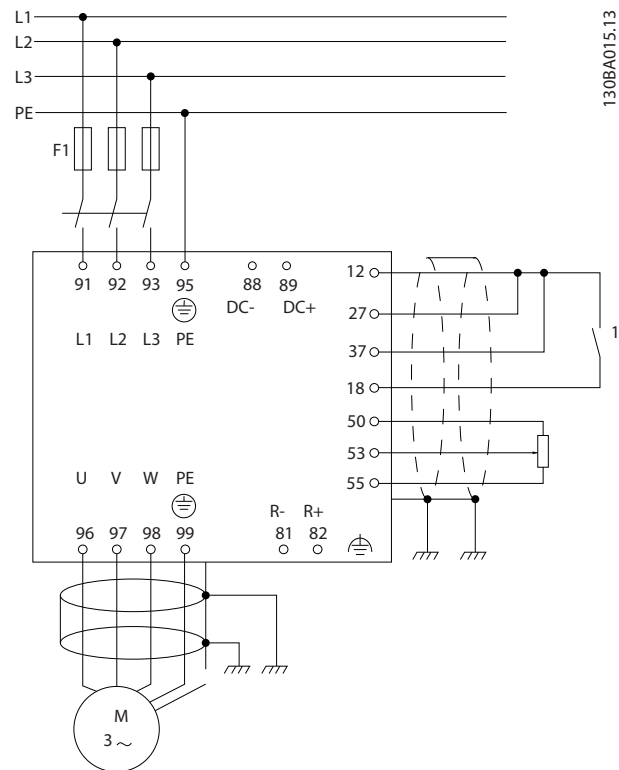 L1
L2
L3
PE
130BA015.13
F1
91 92 93 95 88 89
DC- DC+
L1 L2 L3 PE
12
27
37
18
50
53
55
1
U V W PE
R- R+
96 97 98 99 81 82
M
3 ~